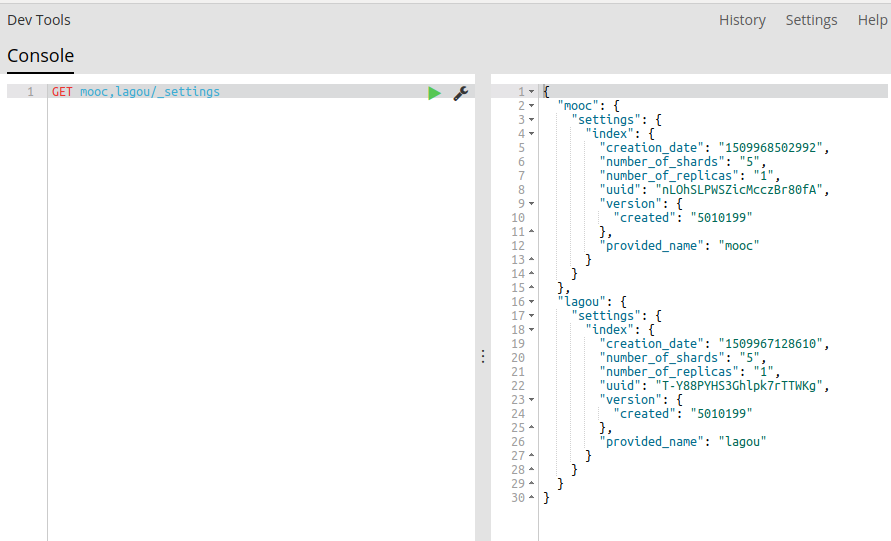 Dev Tools
History Settings Help
Console
1 GET mooc,lagou/_settings
1 {
2 "mooc": {
3 "settings": {
4 "index": {
5 "creation_date": "1509968502992",
6 "number_of_shards": "5",
7 "number_of_replicas": "1",
8 "uuid": "nLOhSLPWSZicMcczBr80fA",
9 "version": {
10 "created": "5010199"
11 },
12 "provided_name": "mooc"
13 }
14 }
15 },
16 "lagou": {
17 "settings": {
18 "index": {
19 "creation_date": "1509967128610",
20 "number_of_shards": "5",
21 "number_of_replicas": "1",
22 "uuid": "T-Y88PYHS3Ghlpk7rTTWKg",
23 "version": {
24 "created": "5010199"
25 },
26 "provided_name": "lagou"
27 }
28 }
29 }
30 }